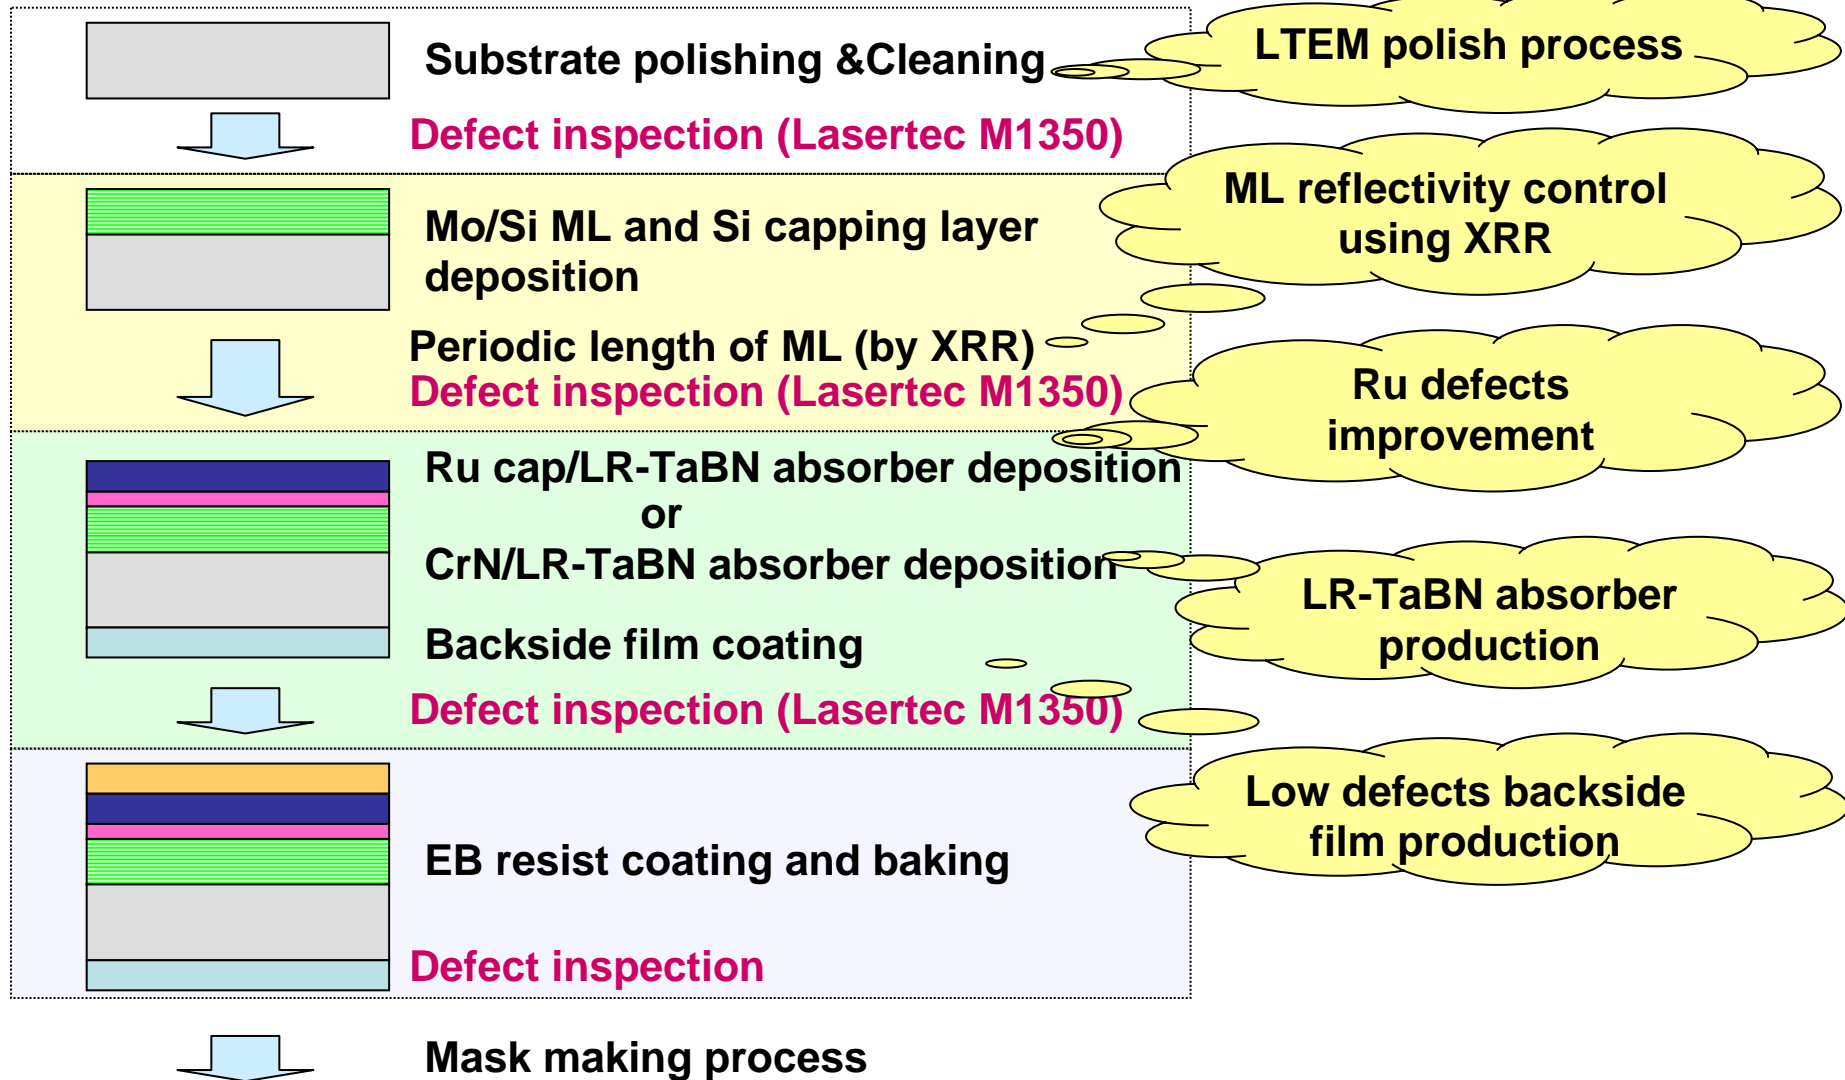 Substrate polishing &Cleaning
LTEM polish process
Defect inspection (Lasertec M1350)
ML reflectivity control
using XRR
Mo/Si ML and Si capping layer
deposition
Periodic length of ML (by XRR)
Defect inspection (Lasertec M1350)
Ru defects
improvement
Ru cap/LR-TaBN absorber deposition
or
CrN/LR-TaBN absorber deposition
LR-TaBN absorber
production
Backside film coating
Defect inspection (Lasertec M1350)
Low defects backside
film production
EB resist coating and baking
Defect inspection
Mask making process